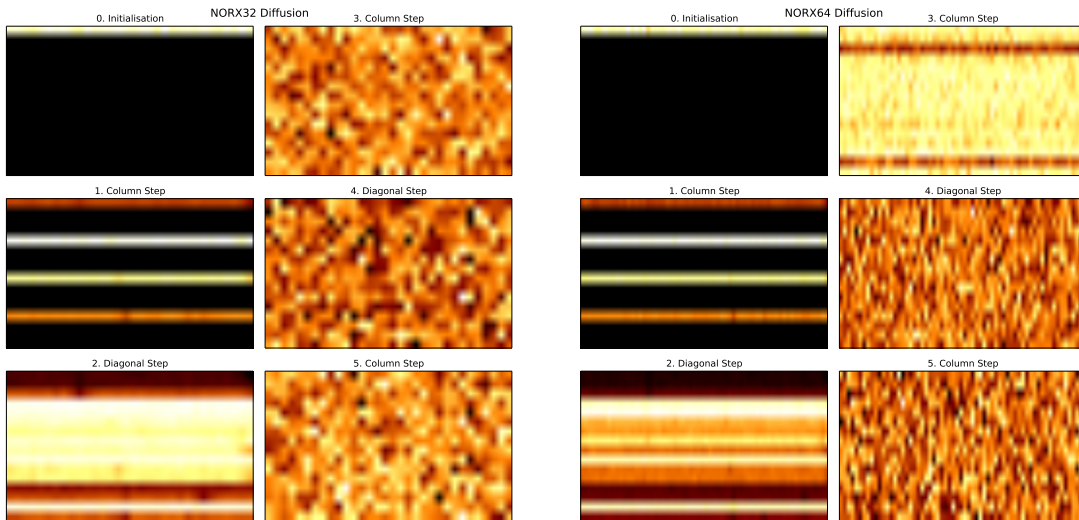 NORX32 Diffusion
0. Initialisation
3. Column Step
1. Column Step
4. Diagonal Step
2. Diagonal Step
5. Column Step
NORX64 Diffusion
0. Initialisation
3. Column Step
1. Column Step
4. Diagonal Step
2. Diagonal Step
5. Column Step